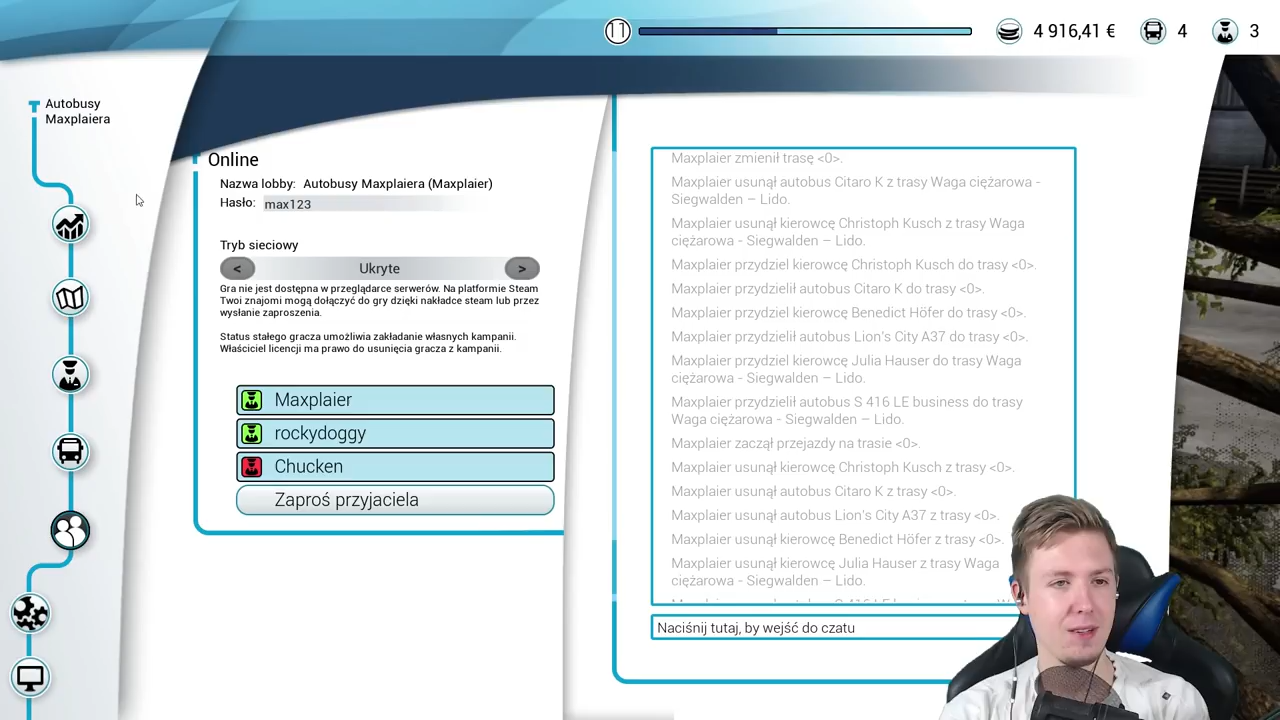 11
4 916,41 €
4
3
Autobusy
Maxplaiera
Online
Nazwa lobby: Autobusy Maxplaiera (Maxplaier)
Hasło: max123
Tryb sieciowy
< Ukryte >
Gra nie jest dostępna w przeglądarce serwerów. Na platformie Steam
Twoi znajomi mogą dołączyć do gry dzięki nakładce steam lub przez
wysłanie zaproszenia.
Status stałego gracza umożliwia zakładanie własnych kampanii.
Właściciel licencji ma prawo do usunięcia gracza z kampanii.
Maxplaier
rockydoggy
Chucken
Zaproś przyjaciela
Maxplaier zmienił trasę <0>.
Maxplaier usunął autobus Citaro K z trasy Waga ciężarowa -
Siegwalden – Lido.
Maxplaier usunął kierowcę Christoph Kusch z trasy Waga
ciężarowa - Siegwalden – Lido.
Maxplaier przydziel kierowcę Christoph Kusch do trasy <0>.
Maxplaier przydzielił autobus Citaro K do trasy <0>.
Maxplaier przydziel kierowcę Benedict Höfer do trasy <0>.
Maxplaier przydzielił autobus Lion's City A37 do trasy <0>.
Maxplaier przydziel kierowcę Julia Hauser do trasy Waga
ciężarowa - Siegwalden – Lido.
Maxplaier przydzielił autobus S 416 LE business do trasy
Waga ciężarowa - Siegwalden – Lido.
Maxplaier zaczął przejazdy na trasie <0>.
Maxplaier usunął kierowcę Christoph Kusch z trasy <0>.
Maxplaier usunął autobus Citaro K z trasy <0>.
Maxplaier usunął autobus Lion's City A37 z trasy <0>.
Maxplaier usunął kierowcę Benedict Höfer z trasy <0>.
Maxplaier usunął kierowcę Julia Hauser z trasy Waga
ciężarowa - Siegwalden – Lido.
Naciśnij tutaj, by wejść do czatu